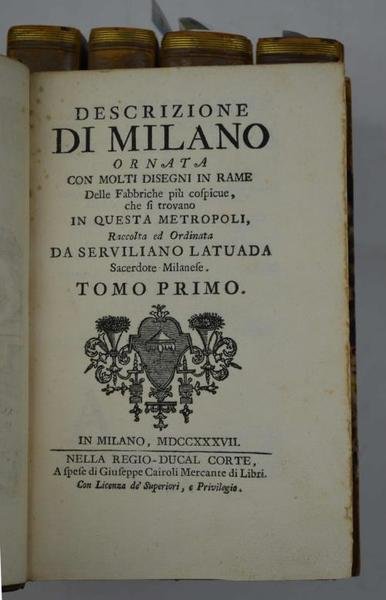 DESCRIZIONE
DI MILANO
ORNATA
CON MOLTI DISEGNI IN RAME
Delle Fabbriche più cospicue,
che si trovano
IN QUESTA METROPOLI,
Raccolta ed Ordinata
DA SERVILIANO LATUADA
Sacerdote Milanese.
TOMO PRIMO.
IN MILANO, MDCCXXXVII.
NELLA REGIO-DUCAL CORTE,
A spese di Giuseppe Cairoli Mercante di Libri.
Con Licenza de' Superiori, e Privilegio.